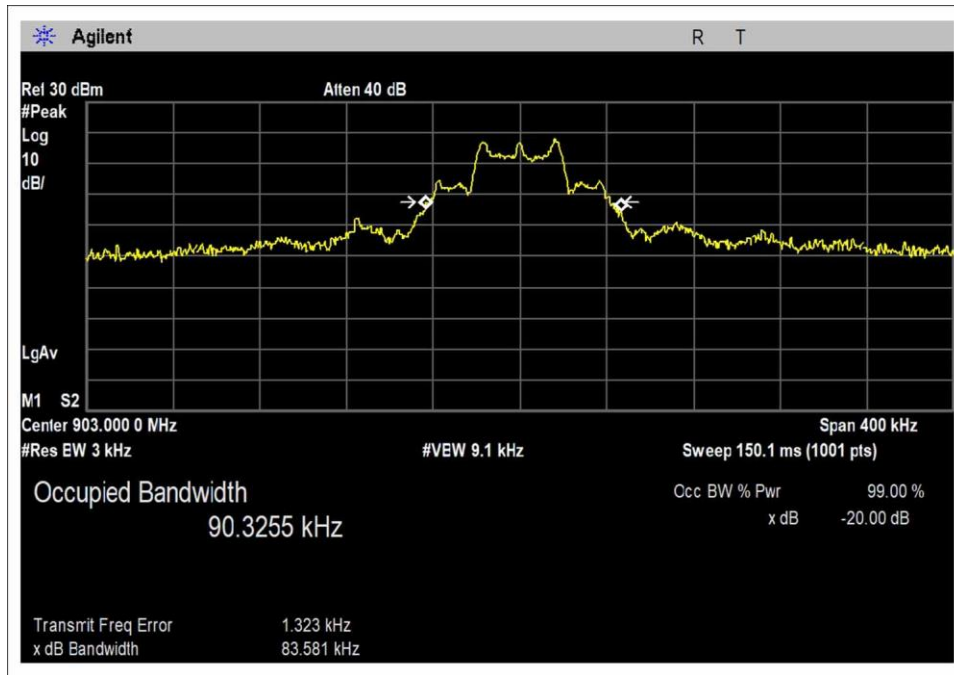 Agilent
R T
Ref 30 dBm Atten 40 dB
#Peak
Log
10
dB/
LgAv
M1 S2
Center 903.000 0 MHz Span 400 kHz
#Res BW 3 kHz #VBW 9.1 kHz Sweep 150.1 ms (1001 pts)
Occupied Bandwidth
90.3255 kHz
Occ BW % Pwr 99.00 %
x dB -20.00 dB
Transmit Freq Error 1.323 kHz
x dB Bandwidth 83.581 kHz